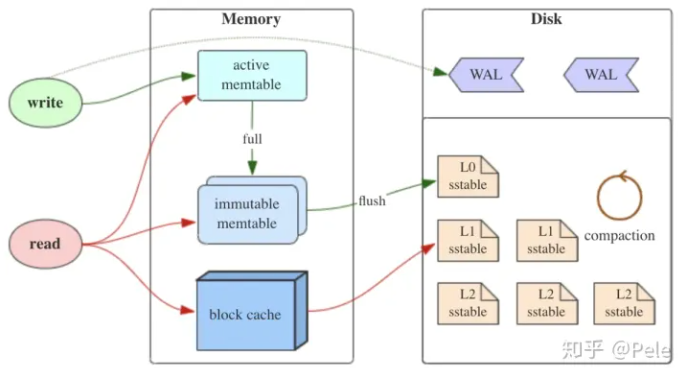 Memory
Disk
write
read
active
memtable
full
immutable
memtable
block cache
flush
WAL
WAL
L0
sstable
compaction
L1
sstable
L1
sstable
L2
sstable
L2
sstable
L2
sstable
知乎 @Pele